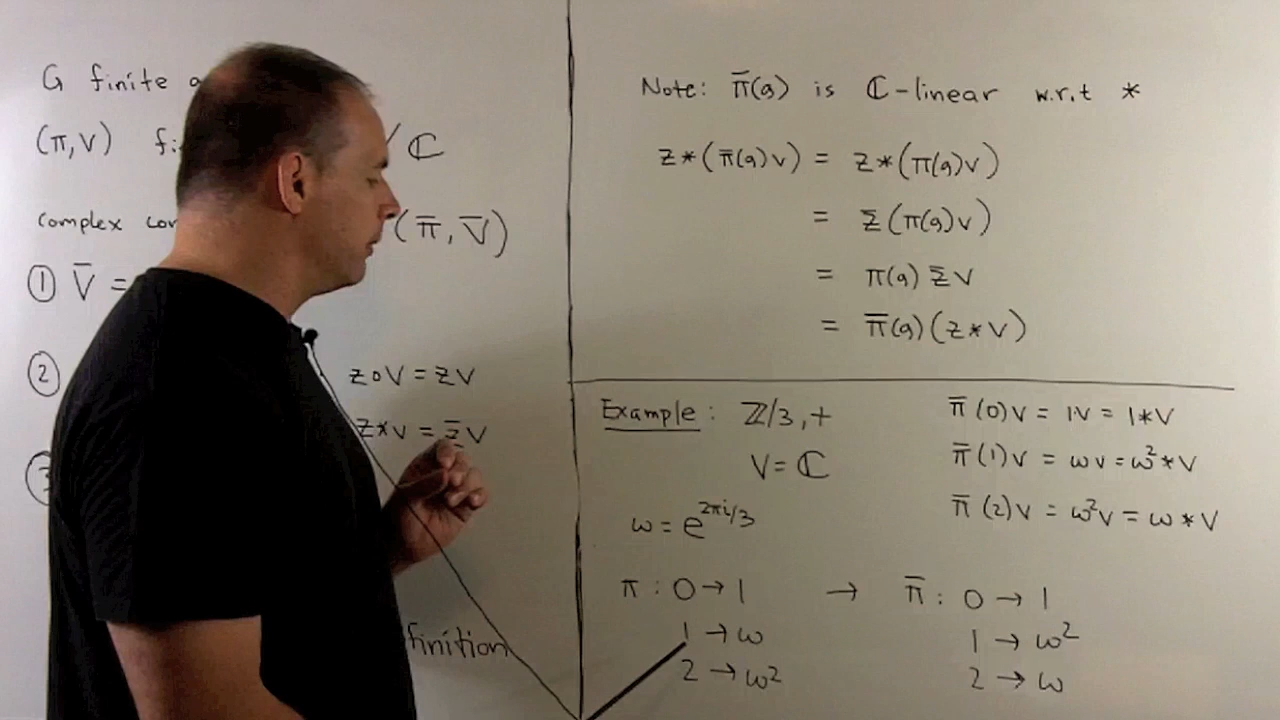 G finite
(π,V) / ℂ
complex (π̄, V̄)
① V̄ =
② z∘v = zv
z*v = z̄v
finition
Note: π̄(g) is ℂ-linear w.r.t *
z*(π̄(g)v) = z*(π(g)v)
= z̄(π(g)v)
= π(g) z̄v
= π̄(g)(z*v)
Example: ℤ/3,+
V = ℂ
ω = e^{2πi/3}
π̄(0)v = 1v = 1*v
π̄(1)v = ωv = ω²*v
π̄(2)v = ω²v = ω*v
π: 0→1 → π̄: 0→1
1→ω 1→ω²
2→ω² 2→ω